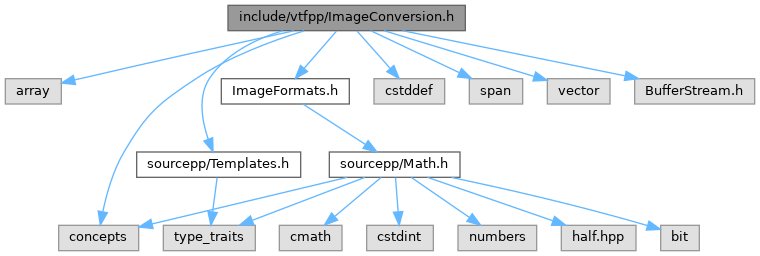 include/vtfpp/ImageConversion.h
array
ImageFormats.h
cstddef
span
vector
BufferStream.h
sourcepp/Templates.h
sourcepp/Math.h
concepts
type_traits
cmath
cstdint
numbers
half.hpp
bit